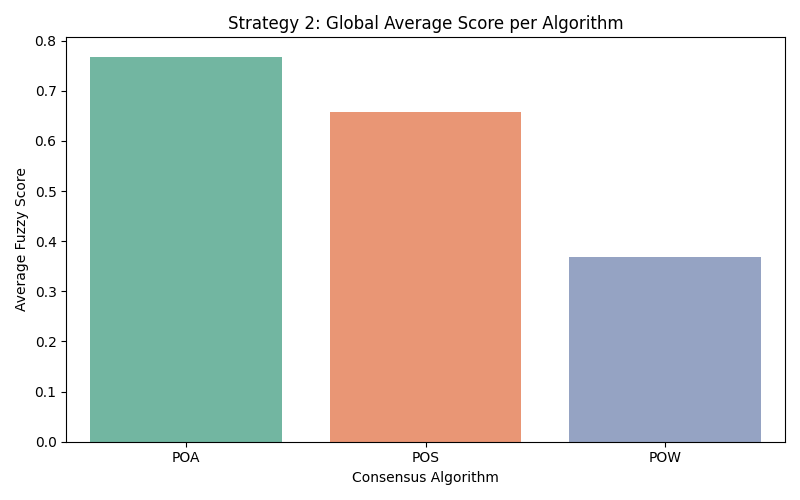 Strategy 2: Global Average Score per Algorithm
0.8
0.7
0.6
0.5
0.4
0.3
0.2
0.1
0.0
Average Fuzzy Score
POA
POS
POW
Consensus Algorithm